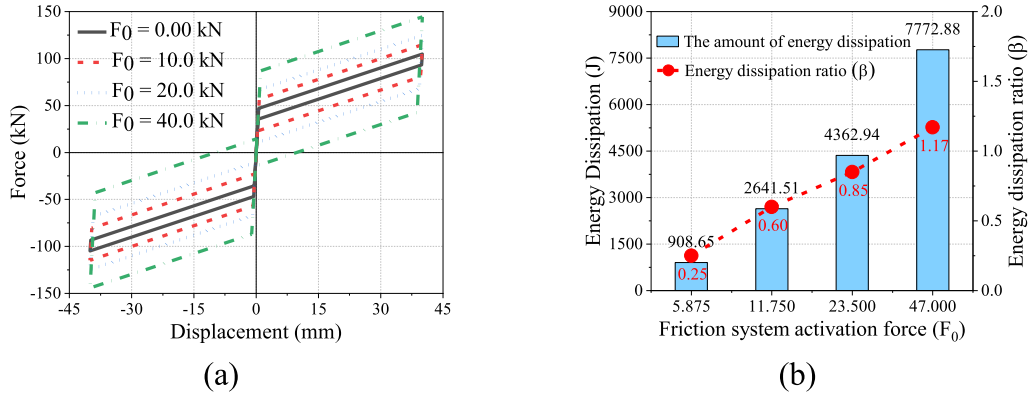 150
100
50
0
-50
-100
-150
-45
-30
-15
0
15
30
45
Force (kN)
Displacement (mm)
F0 = 0.00 kN
F0 = 10.0 kN
F0 = 20.0 kN
F0 = 40.0 kN
(a)
9000
7500
6000
4500
3000
1500
0
Energy Dissipation (J)
2.0
1.5
1.0
0.5
0.0
Energy dissipation ratio (β)
The amount of energy dissipation
Energy dissipation ratio (β)
908.65
2641.51
4362.94
7772.88
0.25
0.60
0.85
1.17
5.875
11.750
23.500
47.000
Friction system activation force (F0)
(b)